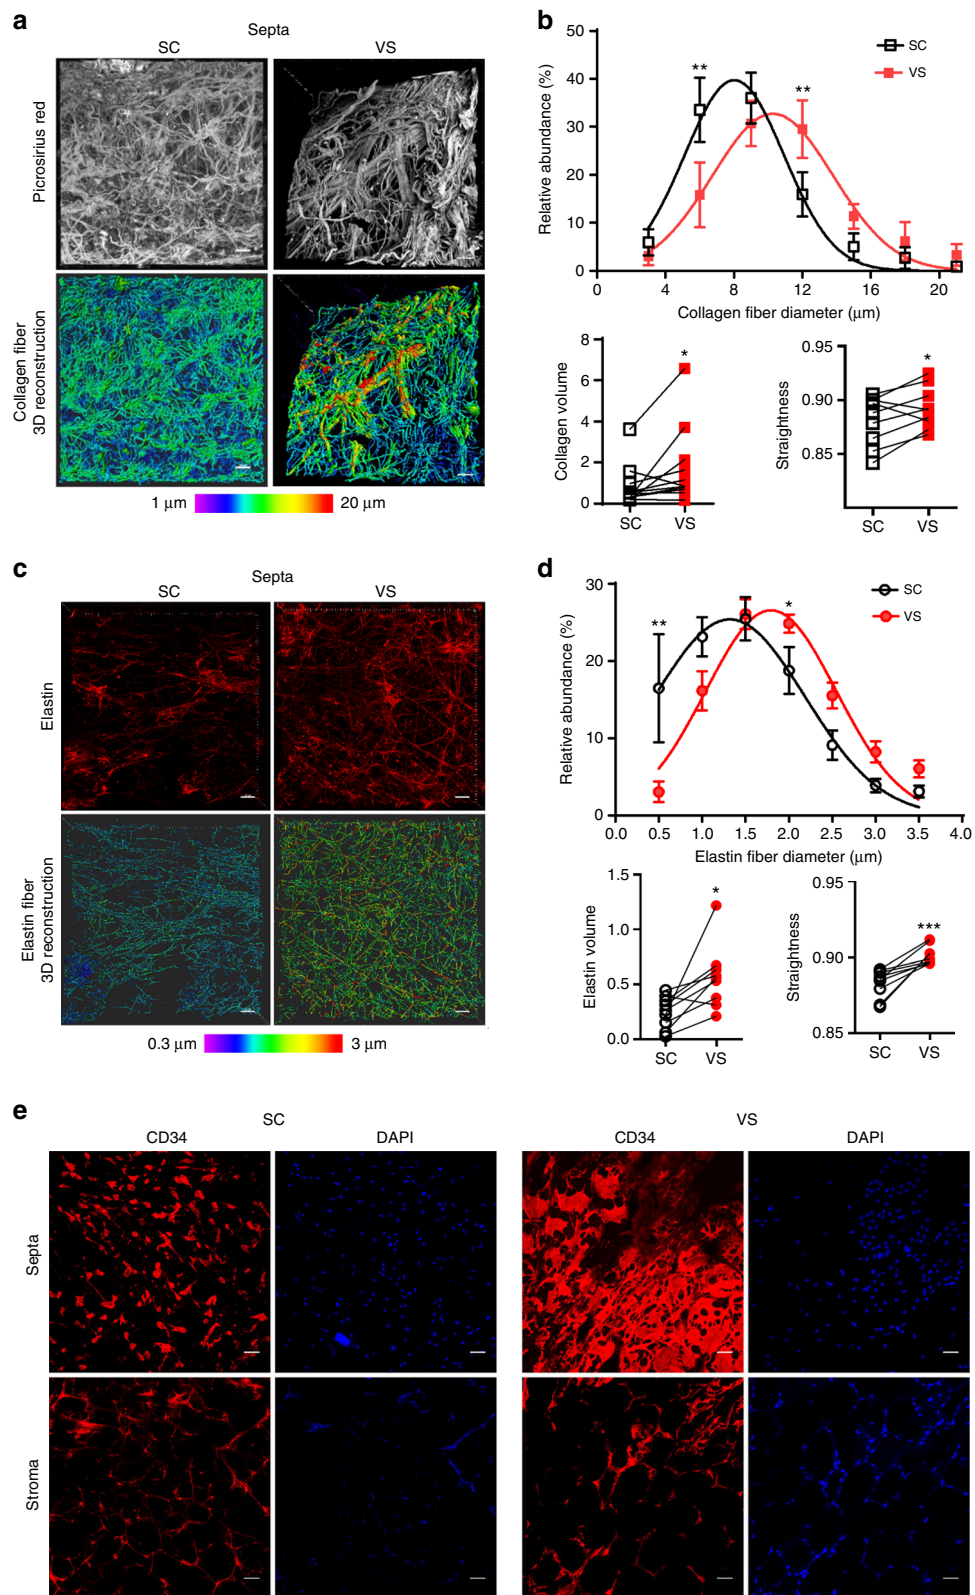 a
Septa
SC VS
Picrosirius red
Collagen fiber
3D reconstruction
1 µm 20 µm
b
50
40
30
20
10
0
Relative abundance (%)
** **
SC
VS
0 4 8 12 16 20
Collagen fiber diameter (µm)
8
6
4
2
0
Collagen volume
*
SC VS
0.95
0.90
0.85
Straightness
*
SC VS
c
Septa
SC VS
Elastin
Elastin fiber
3D reconstruction
0.3 µm 3 µm
d
30
20
10
0
Relative abundance (%)
** *
SC
VS
0.0 0.5 1.0 1.5 2.0 2.5 3.0 3.5 4.0
Elastin fiber diameter (µm)
1.5
1.0
0.5
0.0
Elastin volume
*
SC VS
0.95
0.90
0.85
Straightness
***
SC VS
e
SC VS
CD34 DAPI CD34 DAPI
Septa
Stroma